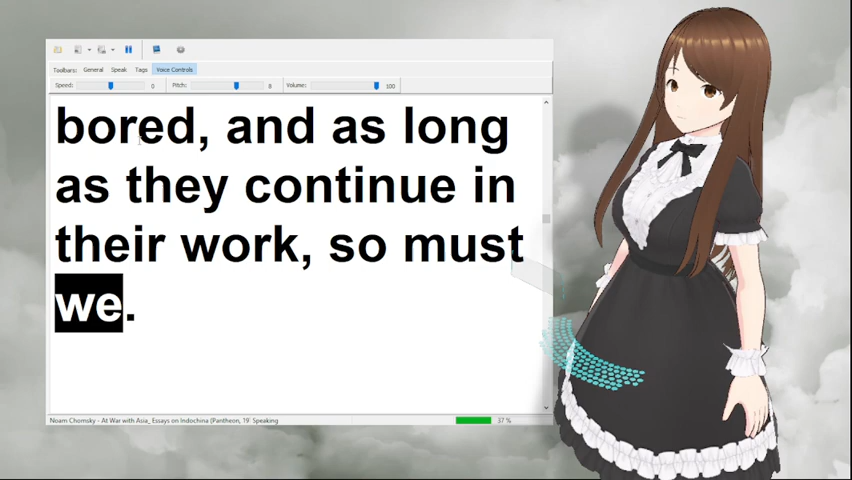 Toolbars: General Speak Tags Voice Controls
Speed: 0 Pitch: 8 Volume: 100
bored, and as long
as they continue in
their work, so must
we.
Noam Chomsky - At War with Asia_ Essays on Indochina (Pantheon, 19 Speaking 37 %